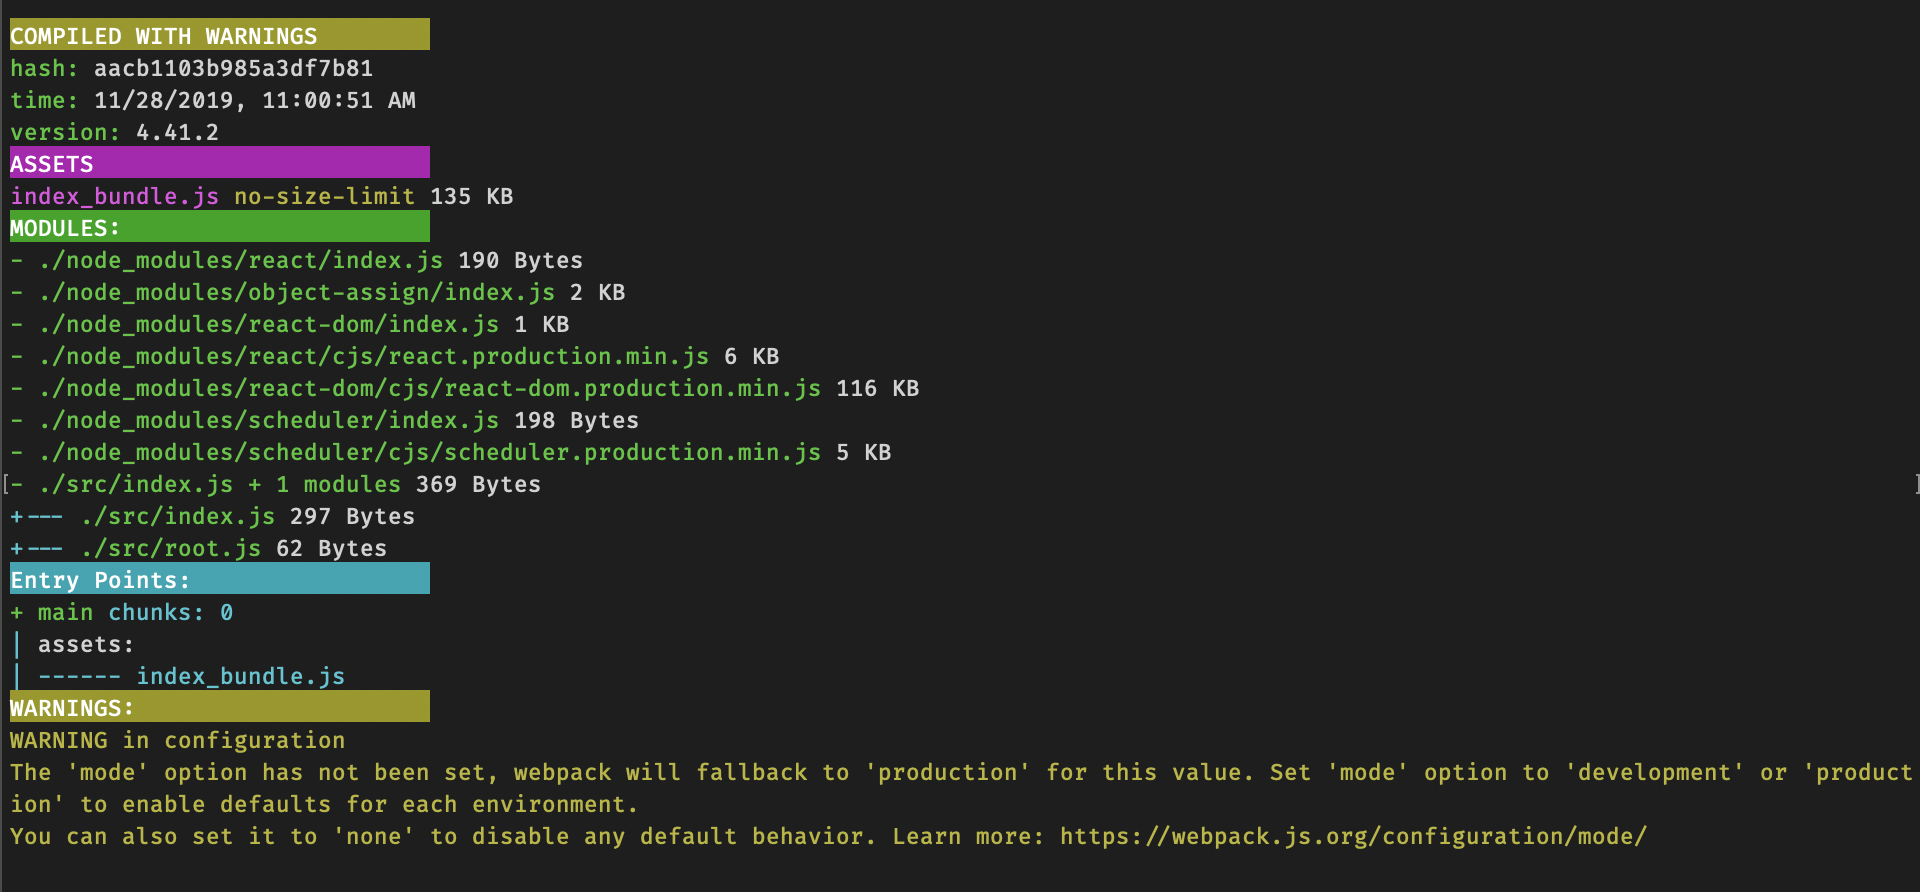 COMPILED WITH WARNINGS
hash: aacb1103b985a3df7b81
time: 11/28/2019, 11:00:51 AM
version: 4.41.2
ASSETS
index_bundle.js no-size-limit 135 KB
MODULES:
- ./node_modules/react/index.js 190 Bytes
- ./node_modules/object-assign/index.js 2 KB
- ./node_modules/react-dom/index.js 1 KB
- ./node_modules/react/cjs/react.production.min.js 6 KB
- ./node_modules/react-dom/cjs/react-dom.production.min.js 116 KB
- ./node_modules/scheduler/index.js 198 Bytes
- ./node_modules/scheduler/cjs/scheduler.production.min.js 5 KB
[- ./src/index.js + 1 modules 369 Bytes ]
+--- ./src/index.js 297 Bytes
+--- ./src/root.js 62 Bytes
Entry Points:
+ main chunks: 0
| assets:
| ------ index_bundle.js
WARNINGS:
WARNING in configuration
The 'mode' option has not been set, webpack will fallback to 'production' for this value. Set 'mode' option to 'development' or 'product
ion' to enable defaults for each environment.
You can also set it to 'none' to disable any default behavior. Learn more: https://webpack.js.org/configuration/mode/